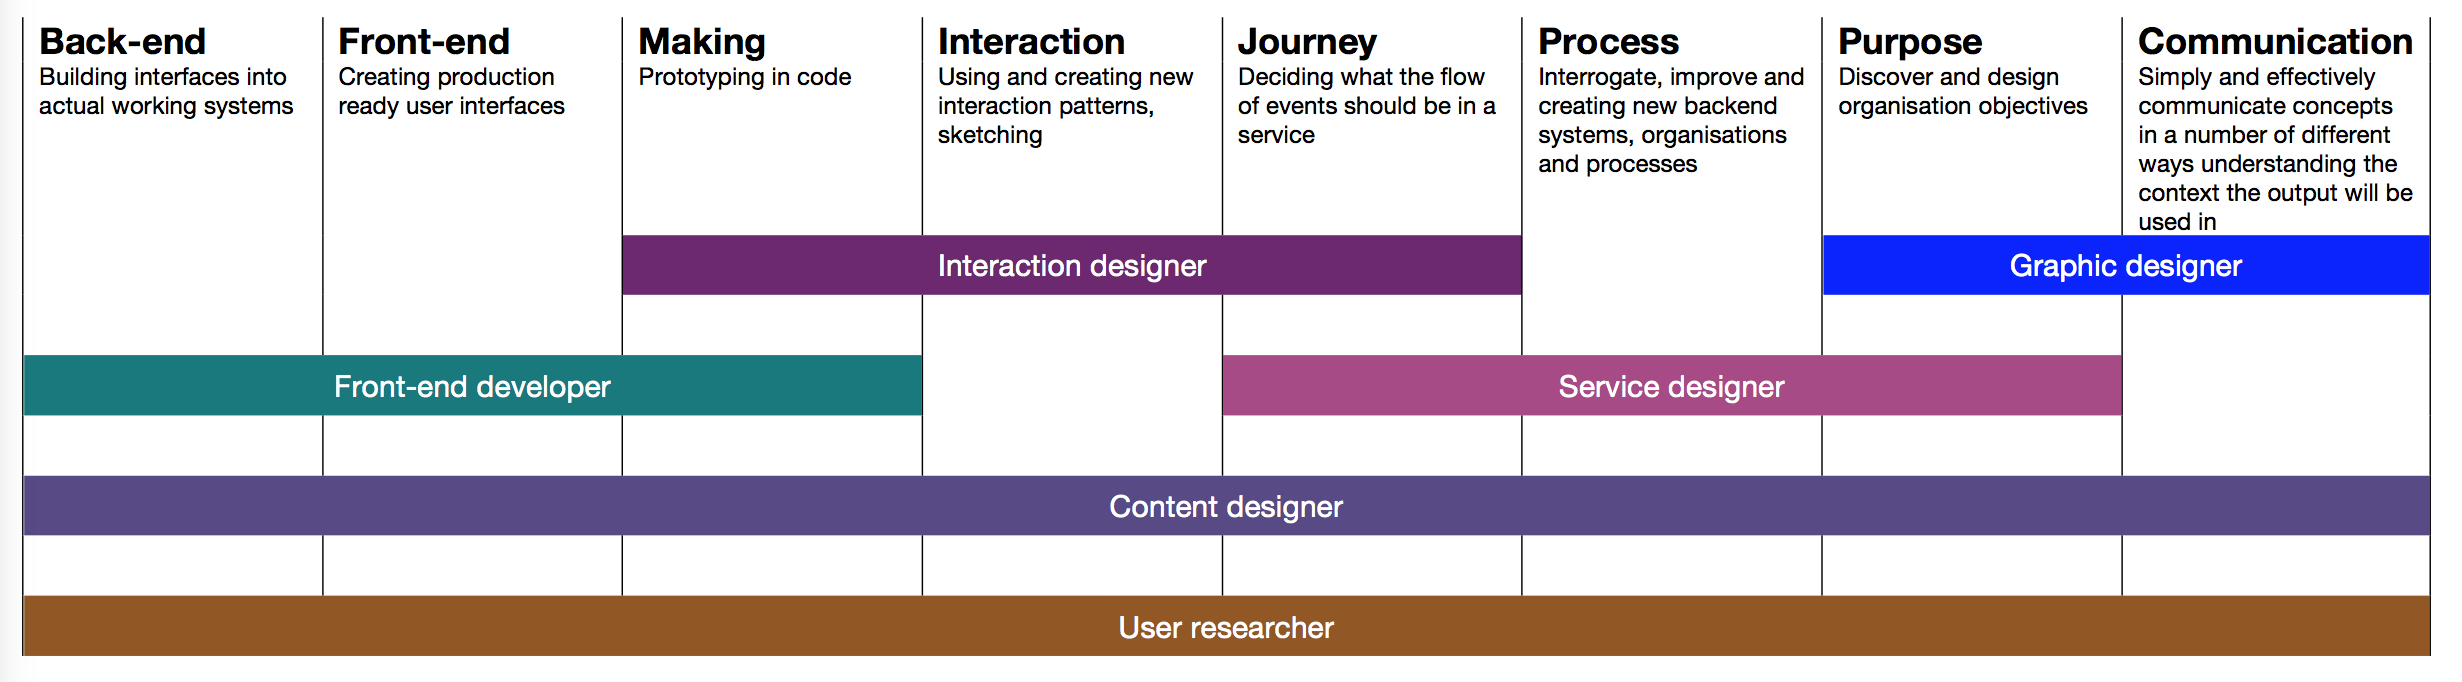 Back-end
Building interfaces into
actual working systems
Front-end
Creating production
ready user interfaces
Making
Prototyping in code
Interaction
Using and creating new
interaction patterns,
sketching
Journey
Deciding what the flow
of events should be in a
service
Process
Interrogate, improve and
creating new backend
systems, organisations
and processes
Purpose
Discover and design
organisation objectives
Communication
Simply and effectively
communicate concepts
in a number of different
ways understanding the
context the output will be
used in
Interaction designer
Graphic designer
Front-end developer
Service designer
Content designer
User researcher